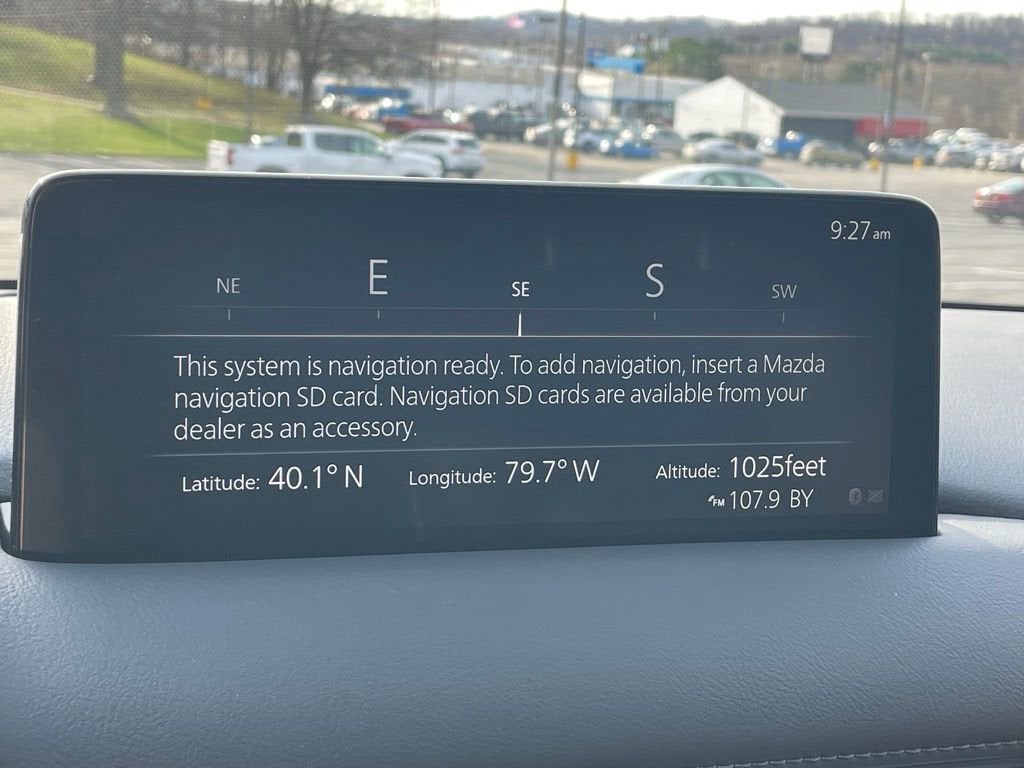 9:27 am
NE E SE S SW
This system is navigation ready. To add navigation, insert a Mazda
navigation SD card. Navigation SD cards are available from your
dealer as an accessory.
Latitude: 40.1° N Longitude: 79.7° W Altitude: 1025feet
FM 107.9 BY